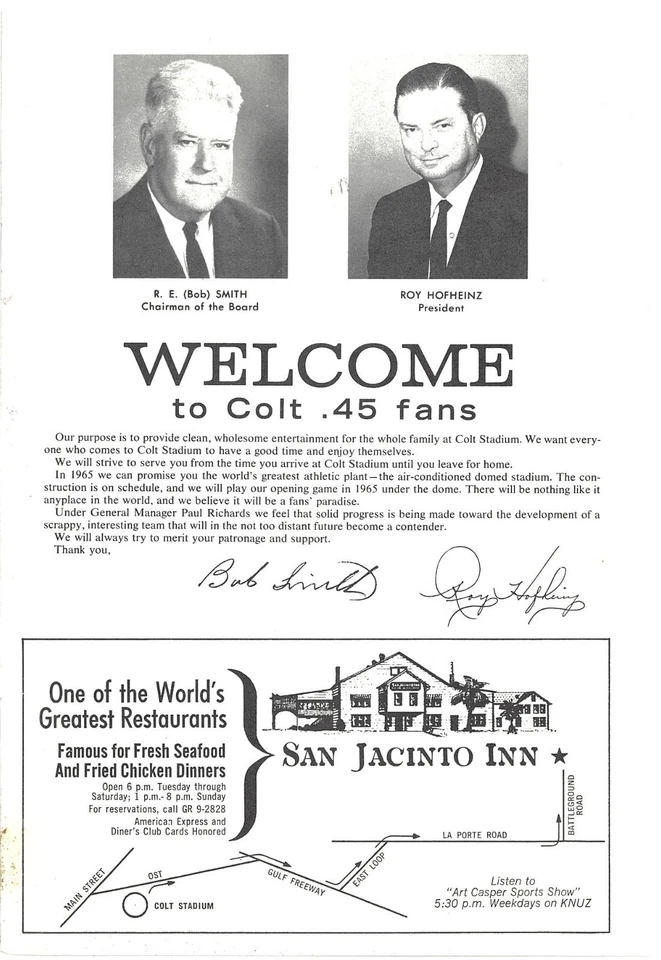 R. E. (Bob) SMITH
Chairman of the Board
ROY HOFHEINZ
President
WELCOME
to Colt .45 fans
Our purpose is to provide clean, wholesome entertainment for the whole family at Colt Stadium. We want every-
one who comes to Colt Stadium to have a good time and enjoy themselves.
We will strive to serve you from the time you arrive at Colt Stadium until you leave for home.
In 1965 we can promise you the world's greatest athletic plant—the air-conditioned domed stadium. The con-
struction is on schedule, and we will play our opening game in 1965 under the dome. There will be nothing like it
anyplace in the world, and we believe it will be a fans' paradise.
Under General Manager Paul Richards we feel that solid progress is being made toward the development of a
scrappy, interesting team that will in the not too distant future become a contender.
We will always try to merit your patronage and support.
Thank you,
Bob Smith
Roy Hofheinz
One of the World's
Greatest Restaurants
Famous for Fresh Seafood
And Fried Chicken Dinners
Open 6 p.m. Tuesday through
Saturday; 1 p.m.- 8 p.m. Sunday
For reservations, call GR 9-2828
American Express and
Diner's Club Cards Honored
SAN JACINTO INN
BATTLEGROUND
ROAD
LA PORTE ROAD
EAST LOOP
GULF FREEWAY
OST
MAIN STREET
COLT STADIUM
Listen to
"Art Casper Sports Show"
5:30 p.m. Weekdays on KNUZ